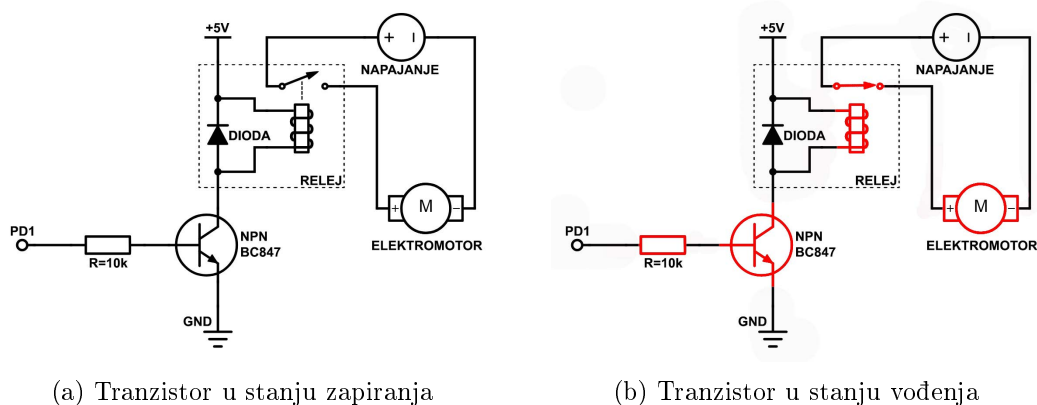 +5V
+ I
NAPAJANJE
DIODA
RELEJ
+ M −
ELEKTROMOTOR
PD1
R=10k
NPN
BC847
GND
(a) Tranzistor u stanju zapiranja
+5V
+ I
NAPAJANJE
DIODA
RELEJ
+ M −
ELEKTROMOTOR
PD1
R=10k
NPN
BC847
GND
(b) Tranzistor u stanju vođenja